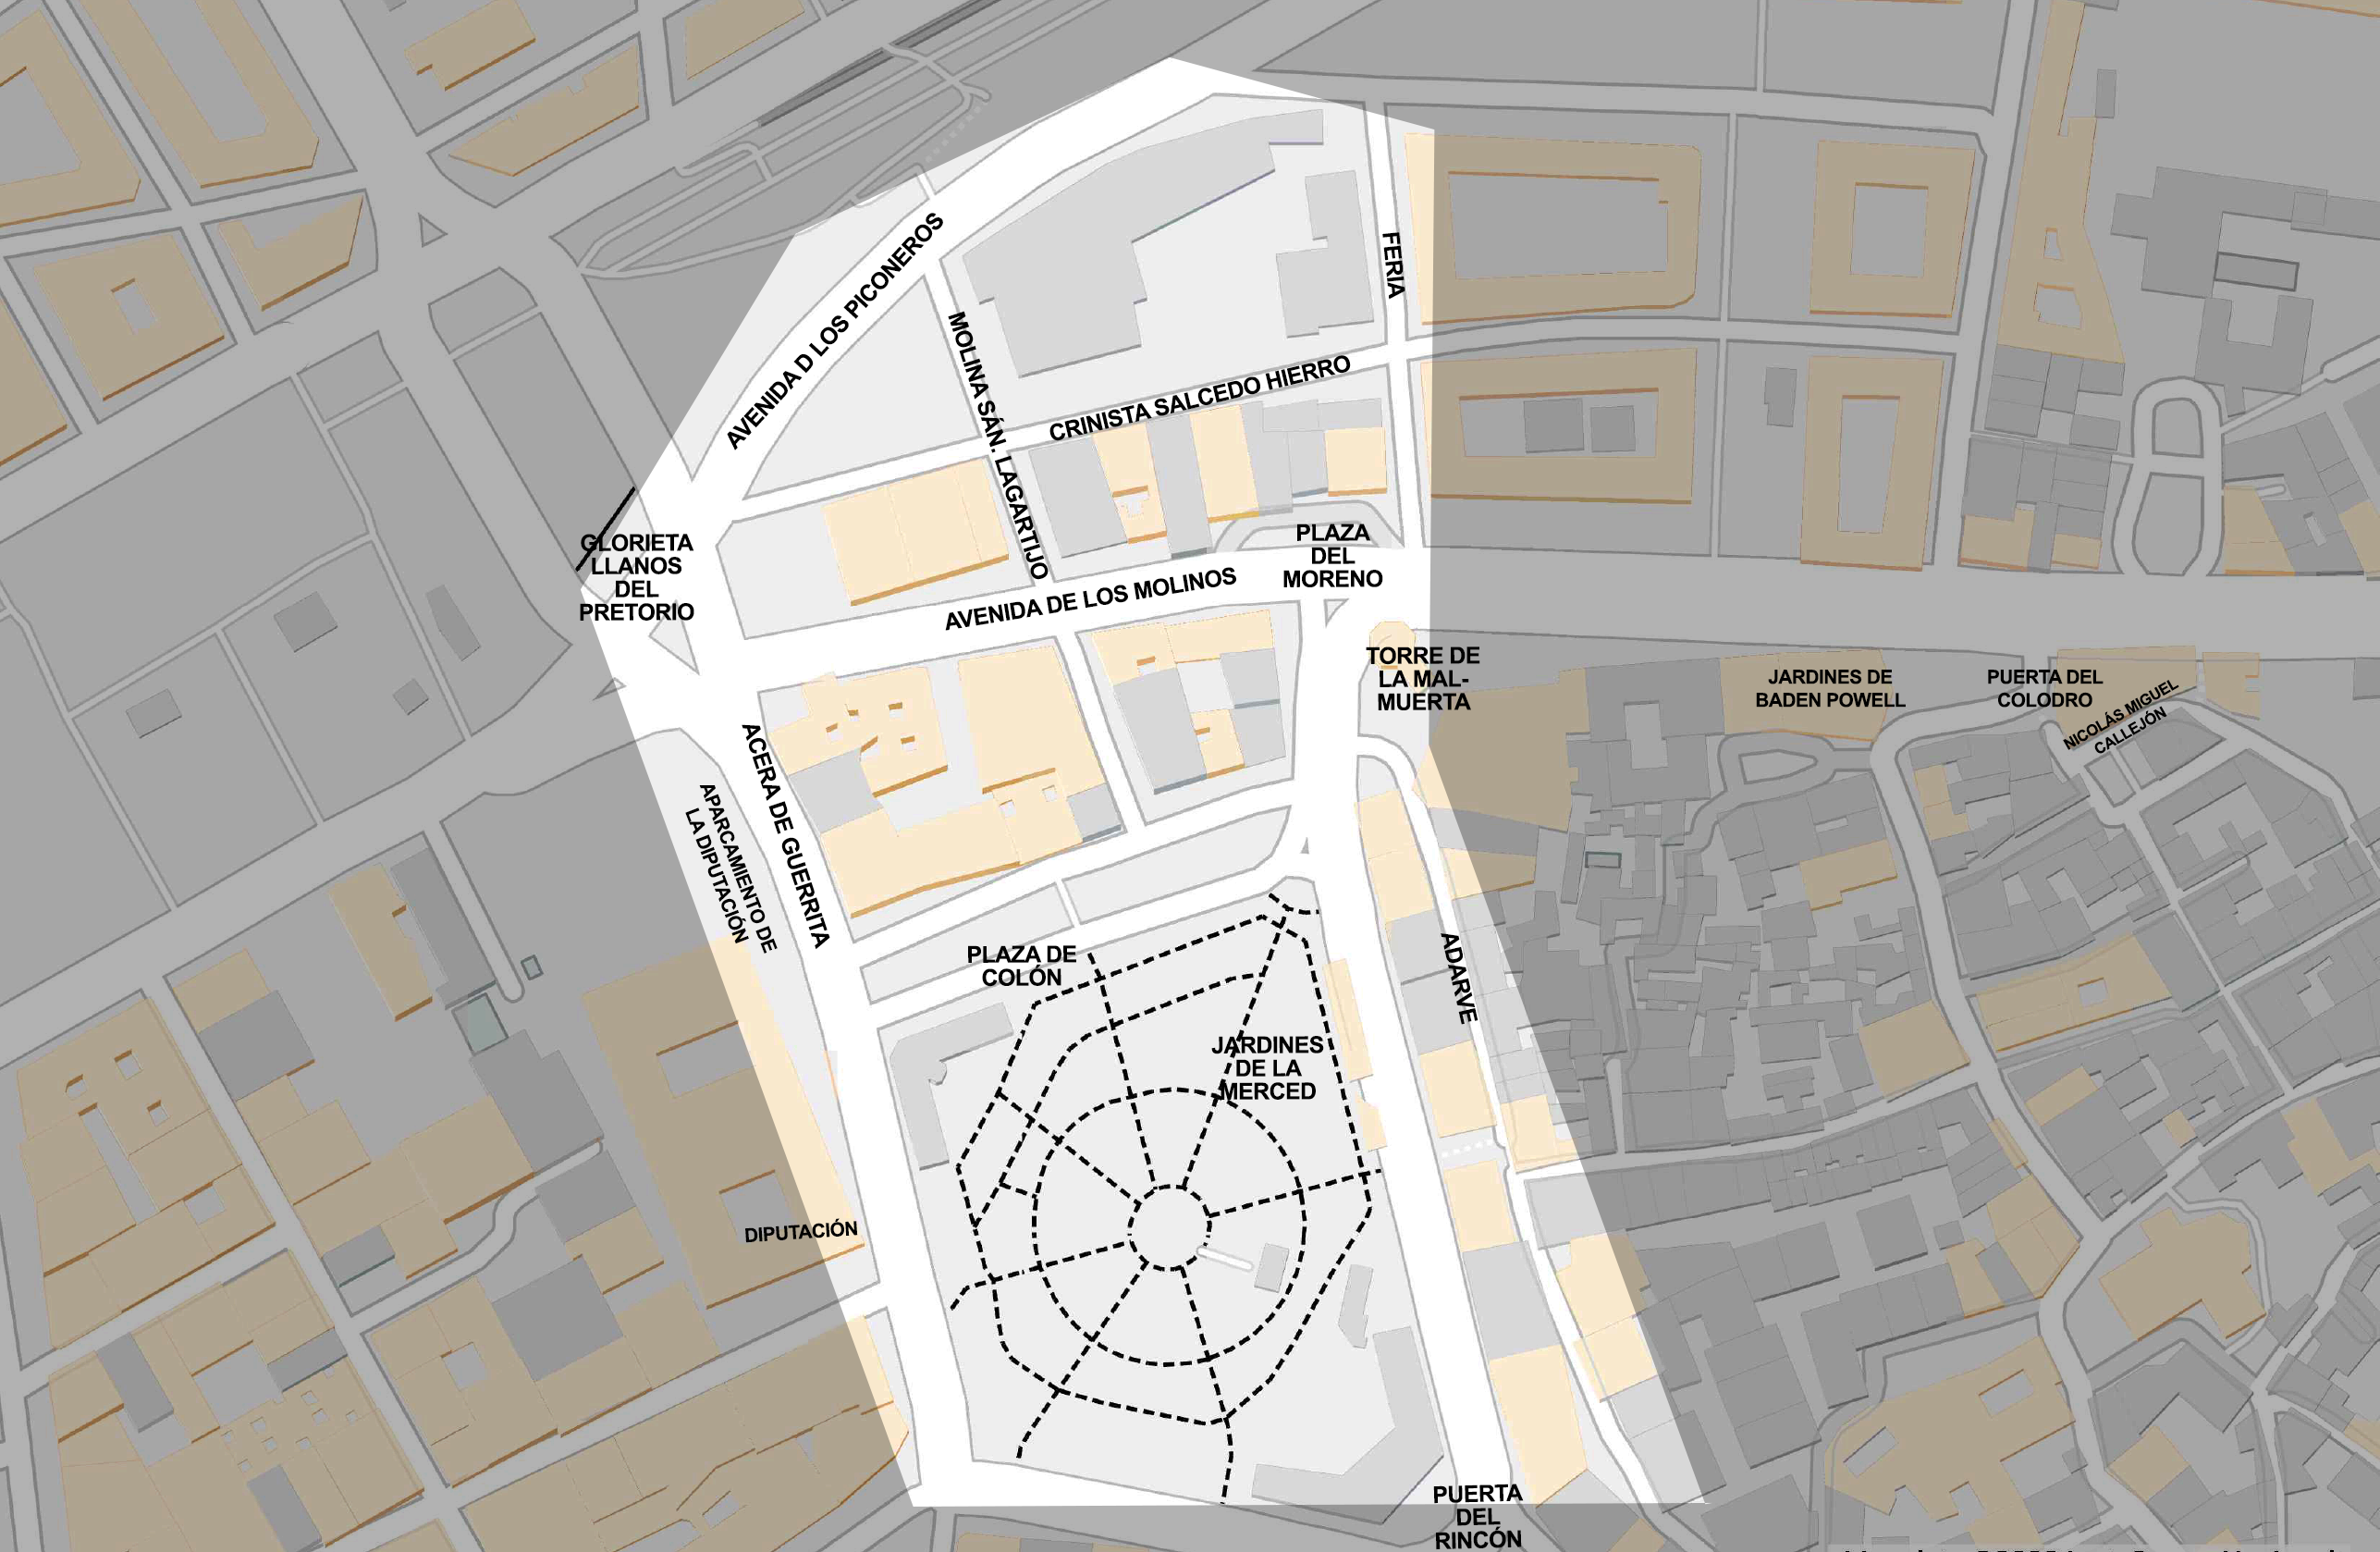 AVENIDA D LOS PICONEROS
FERIA
MOLINA SÁN. LAGARTIJO
CRINISTA SALCEDO HIERRO
GLORIETA
LLANOS
DEL
PRETORIO
PLAZA
DEL
MORENO
AVENIDA DE LOS MOLINOS
TORRE DE
LA MAL-
MUERTA
JARDINES DE
BADEN POWELL
PUERTA DEL
COLODRO
NICOLÁS MIGUEL
CALLEJÓN
ACERA DE GUERRITA
APARCAMIENTO DE
LA DIPUTACIÓN
PLAZA DE
COLÓN
ADARVE
JARDINES
DE LA
MERCED
DIPUTACIÓN
PUERTA
DEL
RINCÓN